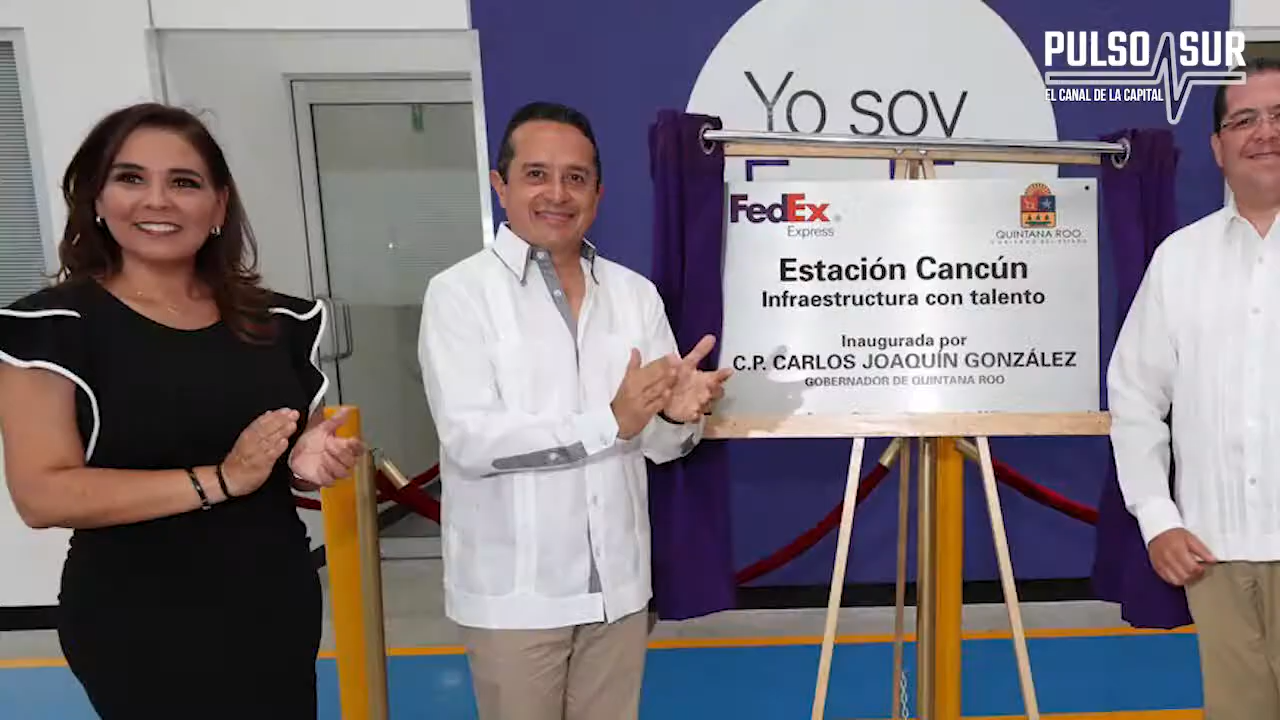 PULSO SUR
EL CANAL DE LA CAPITAL
Yo soy
FedEx
Express
QUINTANA ROO
Estación Cancún
Infraestructura con talento
Inaugurada por
C.P. CARLOS JOAQUÍN GONZÁLEZ
GOBERNADOR DE QUINTANA ROO